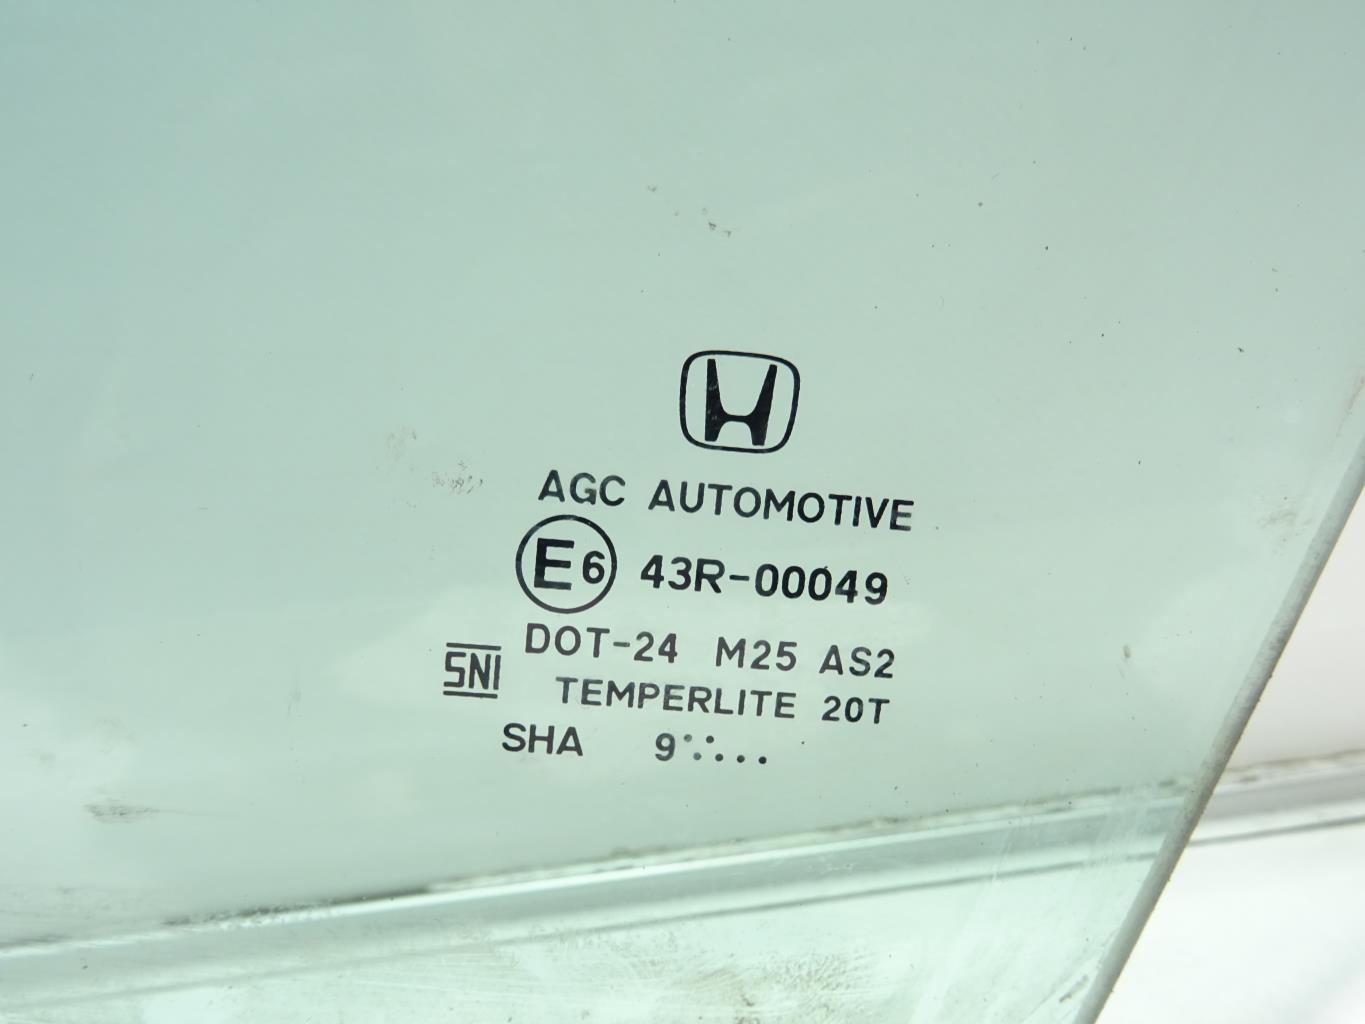 AGC AUTOMOTIVE
E6 43R-00049
DOT-24 M25 AS2
SNI TEMPERLITE 20T
SHA 9